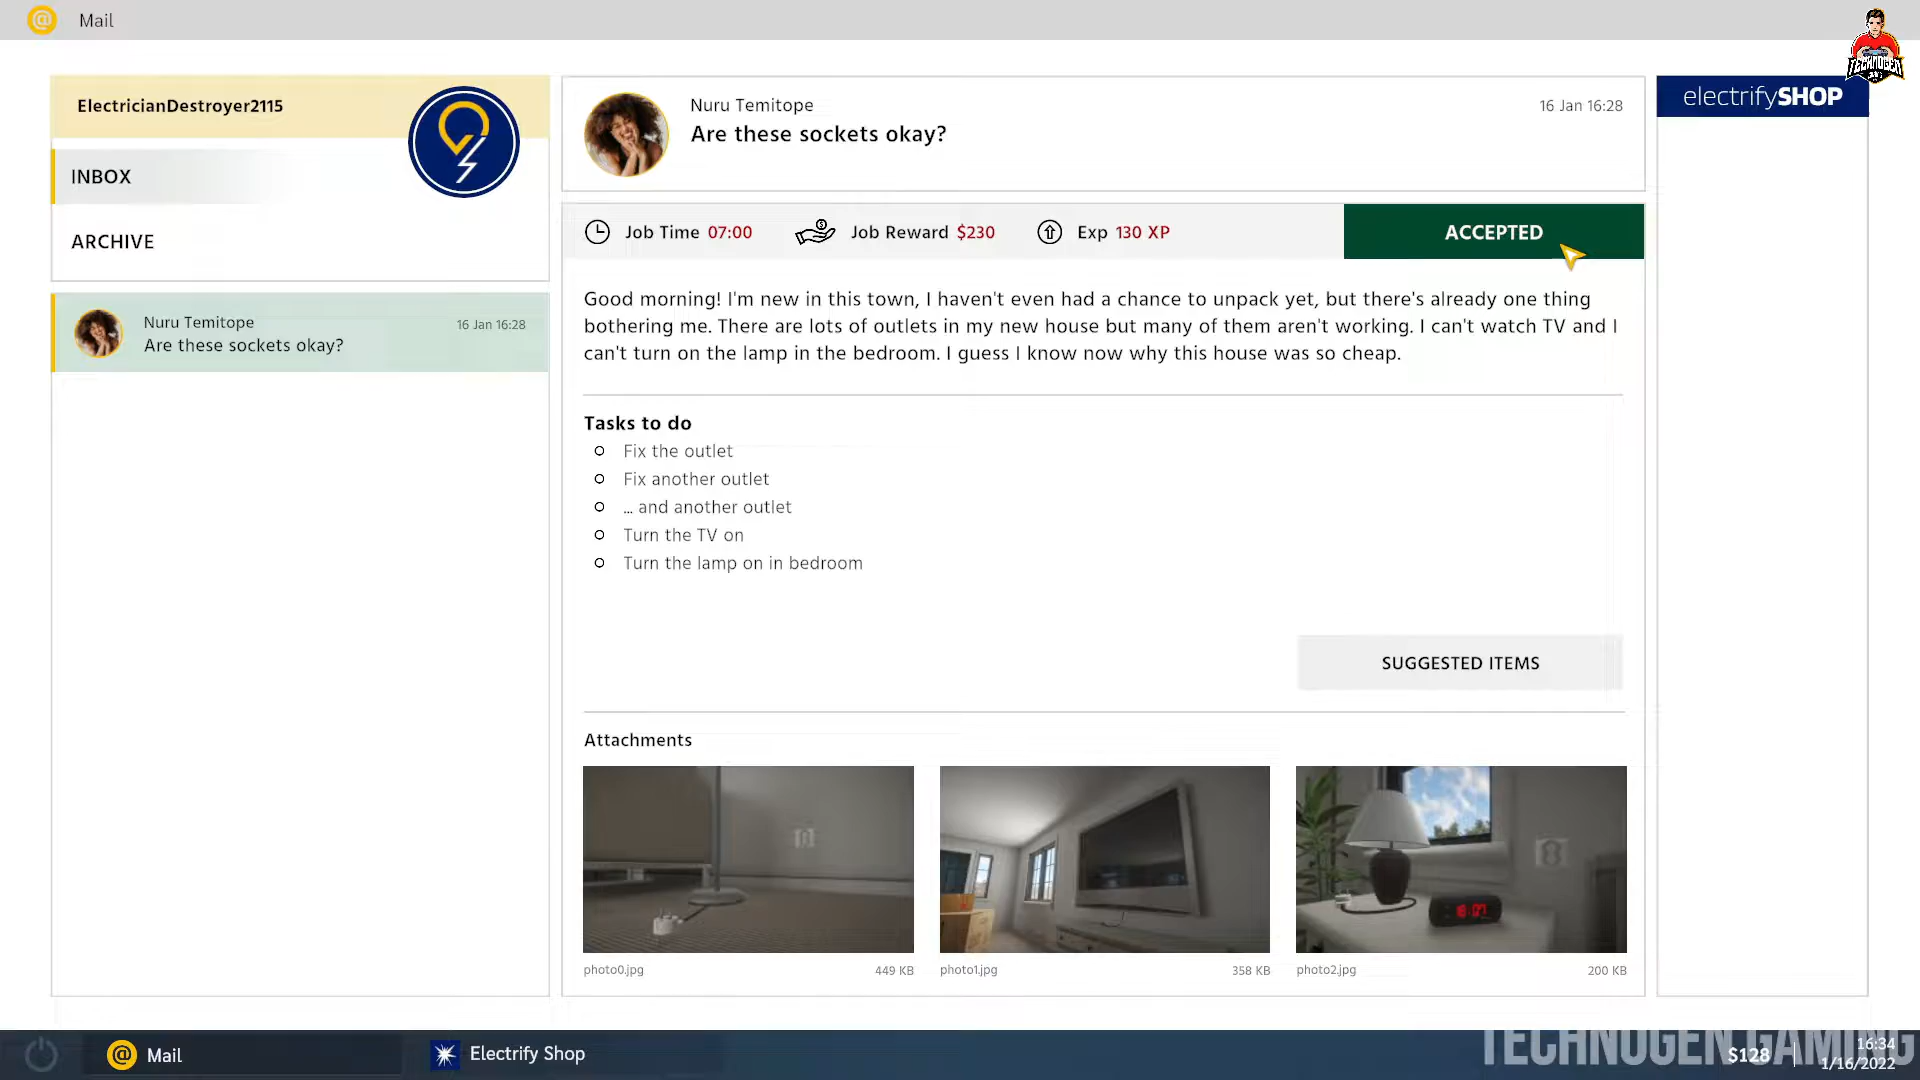 Mail
TECHNOGEN
ElectricianDestroyer2115
INBOX
ARCHIVE
Nuru Temitope
16 Jan 16:28
Are these sockets okay?
Nuru Temitope
16 Jan 16:28
Are these sockets okay?
Job Time 07:00
Job Reward $230
Exp 130 XP
ACCEPTED
Good morning! I'm new in this town, I haven't even had a chance to unpack yet, but there's already one thing
bothering me. There are lots of outlets in my new house but many of them aren't working. I can't watch TV and I
can't turn on the lamp in the bedroom. I guess I know now why this house was so cheap.
Tasks to do
Fix the outlet
Fix another outlet
... and another outlet
Turn the TV on
Turn the lamp on in bedroom
SUGGESTED ITEMS
Attachments
photo0.jpg
449 KB
photo1.jpg
358 KB
photo2.jpg
200 KB
electrifySHOP
Mail
Electrify Shop
TECHNOGEN GAMING
$128
16:34
1/16/2022